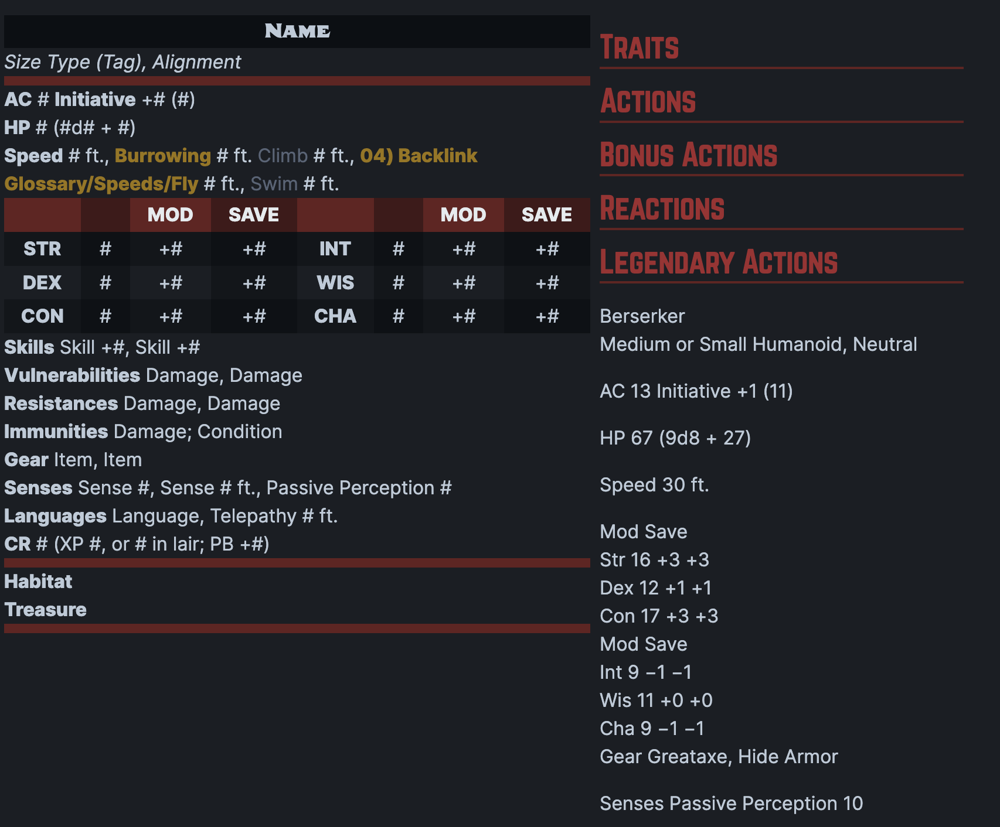 NAME
Size Type (Tag), Alignment
AC # Initiative +# (#)
HP # (#d# + #)
Speed # ft., Burrowing # ft. Climb # ft., 04) Backlink
Glossary/Speeds/Fly # ft., Swim # ft.
MOD SAVE MOD SAVE
STR # +# +# INT # +# +#
DEX # +# +# WIS # +# +#
CON # +# +# CHA # +# +#
Skills Skill +#, Skill +#
Vulnerabilities Damage, Damage
Resistances Damage, Damage
Immunities Damage; Condition
Gear Item, Item
Senses Sense #, Sense # ft., Passive Perception #
Languages Language, Telepathy # ft.
CR # (XP #, or # in lair; PB +#)
Habitat
Treasure
TRAITS
ACTIONS
BONUS ACTIONS
REACTIONS
LEGENDARY ACTIONS
Berserker
Medium or Small Humanoid, Neutral
AC 13 Initiative +1 (11)
HP 67 (9d8 + 27)
Speed 30 ft.
Mod Save
Str 16 +3 +3
Dex 12 +1 +1
Con 17 +3 +3
Mod Save
Int 9 −1 −1
Wis 11 +0 +0
Cha 9 −1 −1
Gear Greataxe, Hide Armor
Senses Passive Perception 10